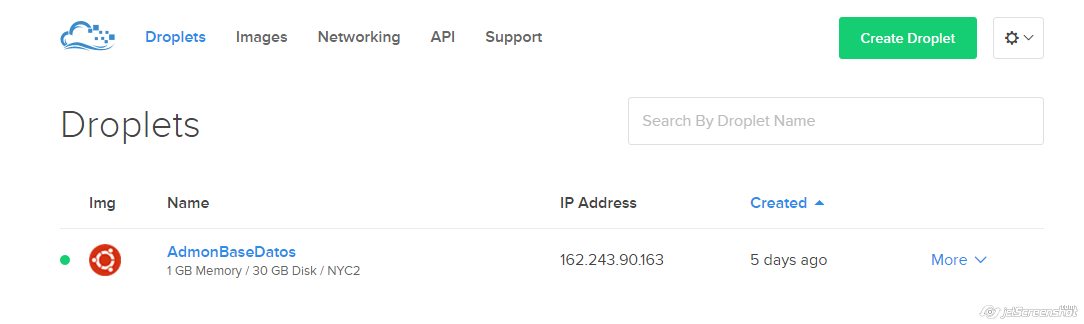 Droplets Images Networking API Support Create Droplet
Droplets Search By Droplet Name
Img Name IP Address Created
AdmonBaseDatos 162.243.90.163 5 days ago More
1 GB Memory / 30 GB Disk / NYC2
jetScreenshot